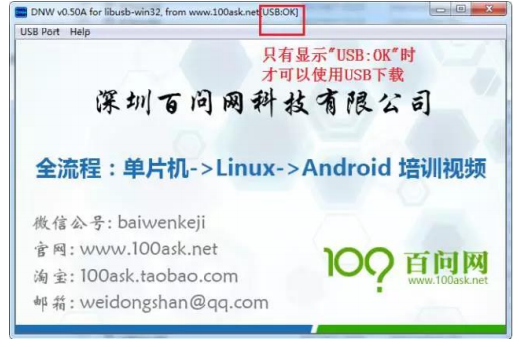 DNW v0.50A for libusb-win32, from www.100ask.net[USB:OK]
USB Port Help
只有显示"USB:OK"时
才可以使用USB下载
深圳百问网科技有限公司
全流程：单片机->Linux->Android 培训视频
微信公号: baiwenkeji
官网: www.100ask.net
淘宝: 100ask.taobao.com
邮箱: weidongshan@qq.com
100 百问网
www.100ask.net